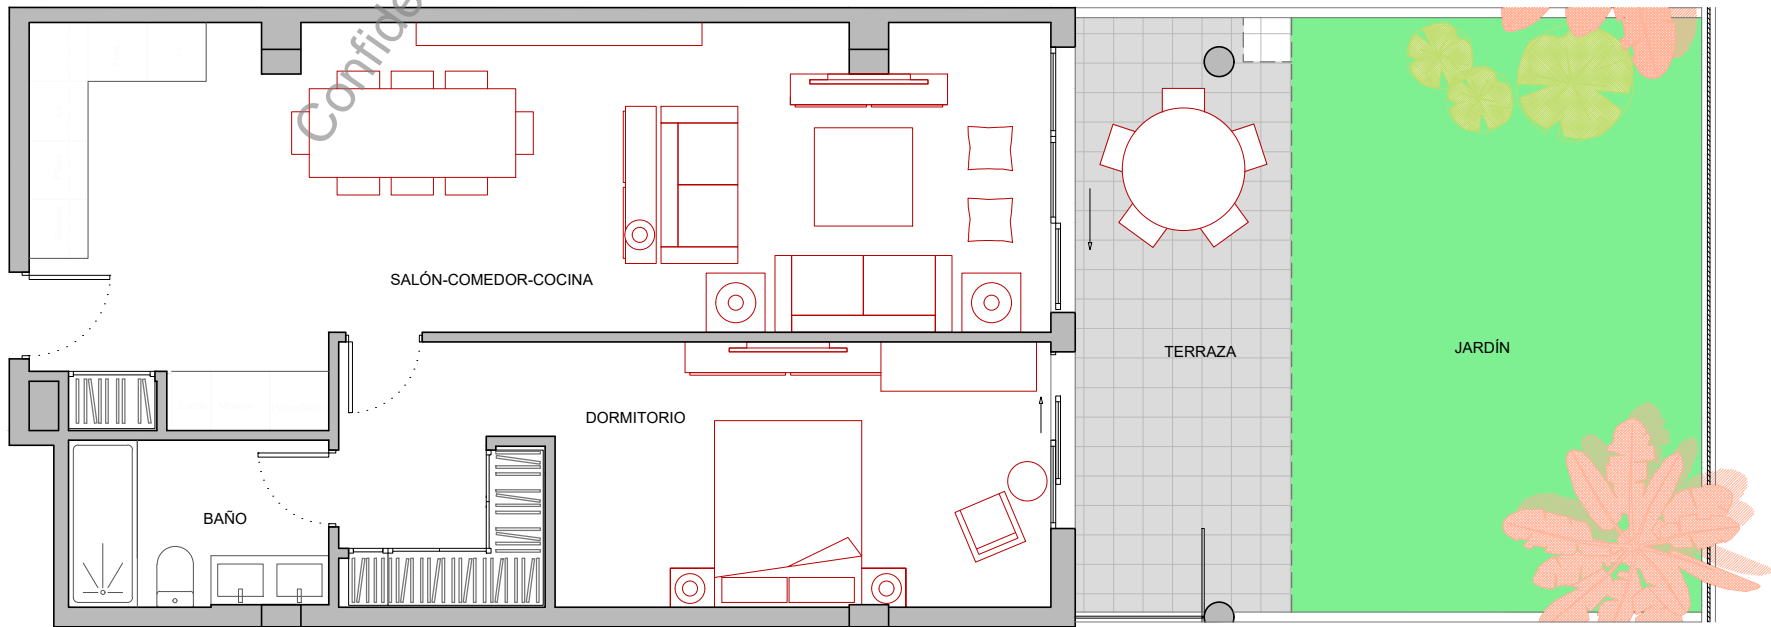 Confide
SALÓN-COMEDOR-COCINA
TERRAZA
JARDÍN
DORMITORIO
BAÑO